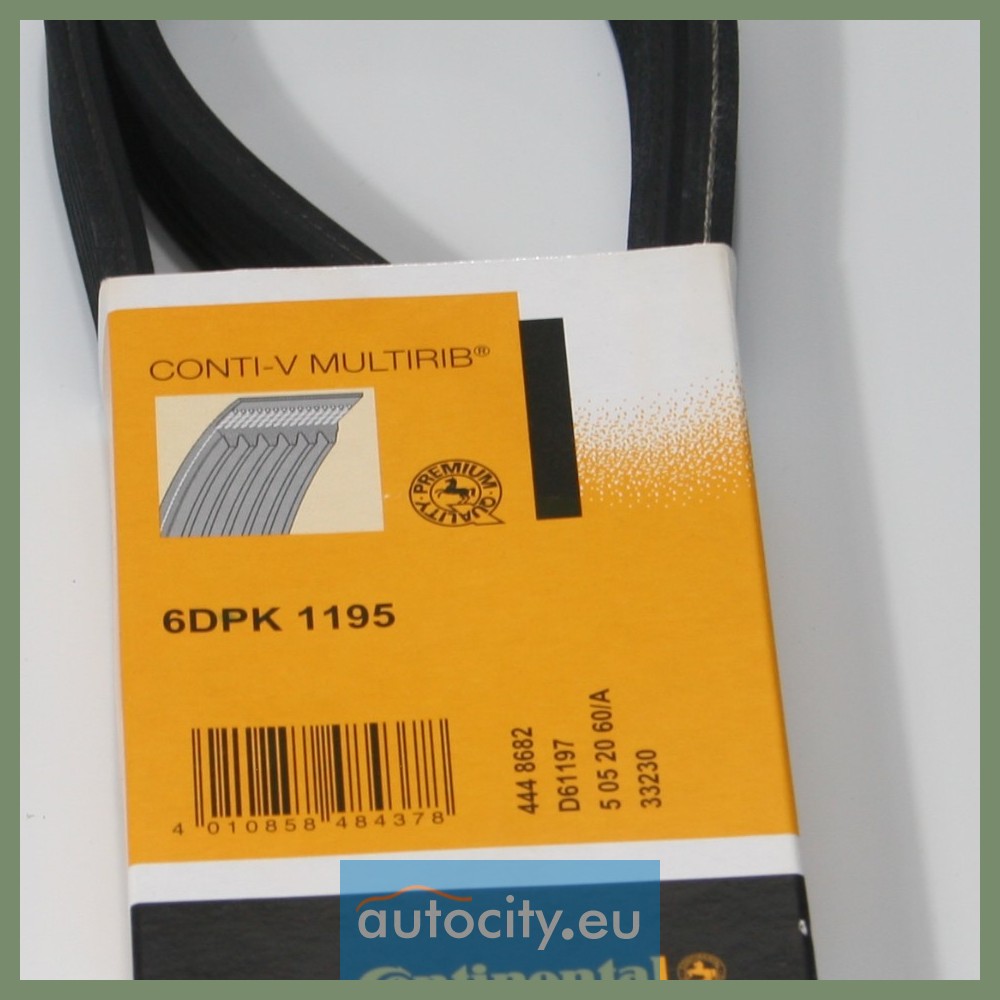 CONTI-V MULTIRIB®
PREMIUM QUALITY
6DPK 1195
4 010858 484378
444 8682
D61197
5 05 20 60/A
33230
autocity.eu
Continental